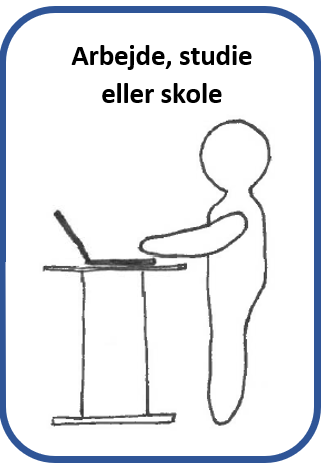 Arbejde, studie
eller skole